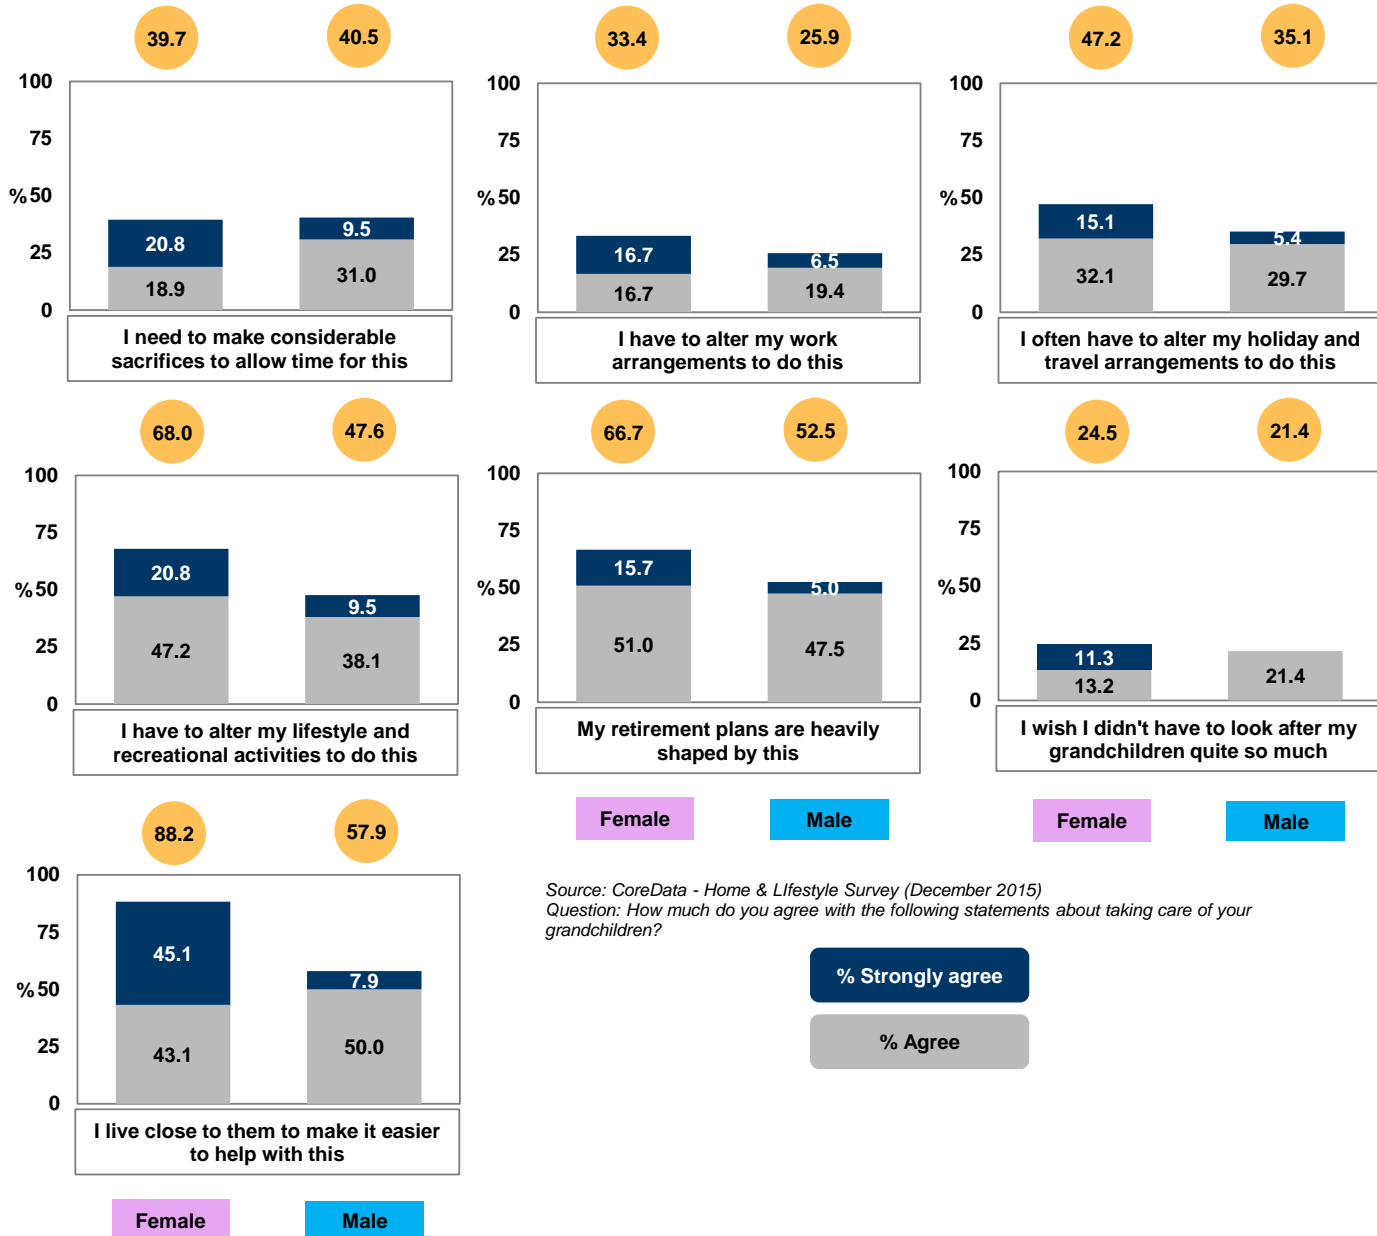 39.7 40.5
100
75
% 50
25
0
20.8 9.5
18.9 31.0
I need to make considerable
sacrifices to allow time for this
33.4 25.9
100
75
% 50
25
0
16.7 6.5
16.7 19.4
I have to alter my work
arrangements to do this
47.2 35.1
100
75
% 50
25
0
15.1 5.4
32.1 29.7
I often have to alter my holiday and
travel arrangements to do this
68.0 47.6
100
75
% 50
25
0
20.8 9.5
47.2 38.1
I have to alter my lifestyle and
recreational activities to do this
66.7 52.5
100
75
% 50
25
0
15.7 5.0
51.0 47.5
My retirement plans are heavily
shaped by this
24.5 21.4
100
75
% 50
25
0
11.3
13.2 21.4
I wish I didn't have to look after my
grandchildren quite so much
Female Male
Female Male
88.2 57.9
100
75
% 50
25
0
45.1 7.9
43.1 50.0
I live close to them to make it easier
to help with this
Female Male
Source: CoreData - Home & LIfestyle Survey (December 2015)
Question: How much do you agree with the following statements about taking care of your
grandchildren?
% Strongly agree
% Agree